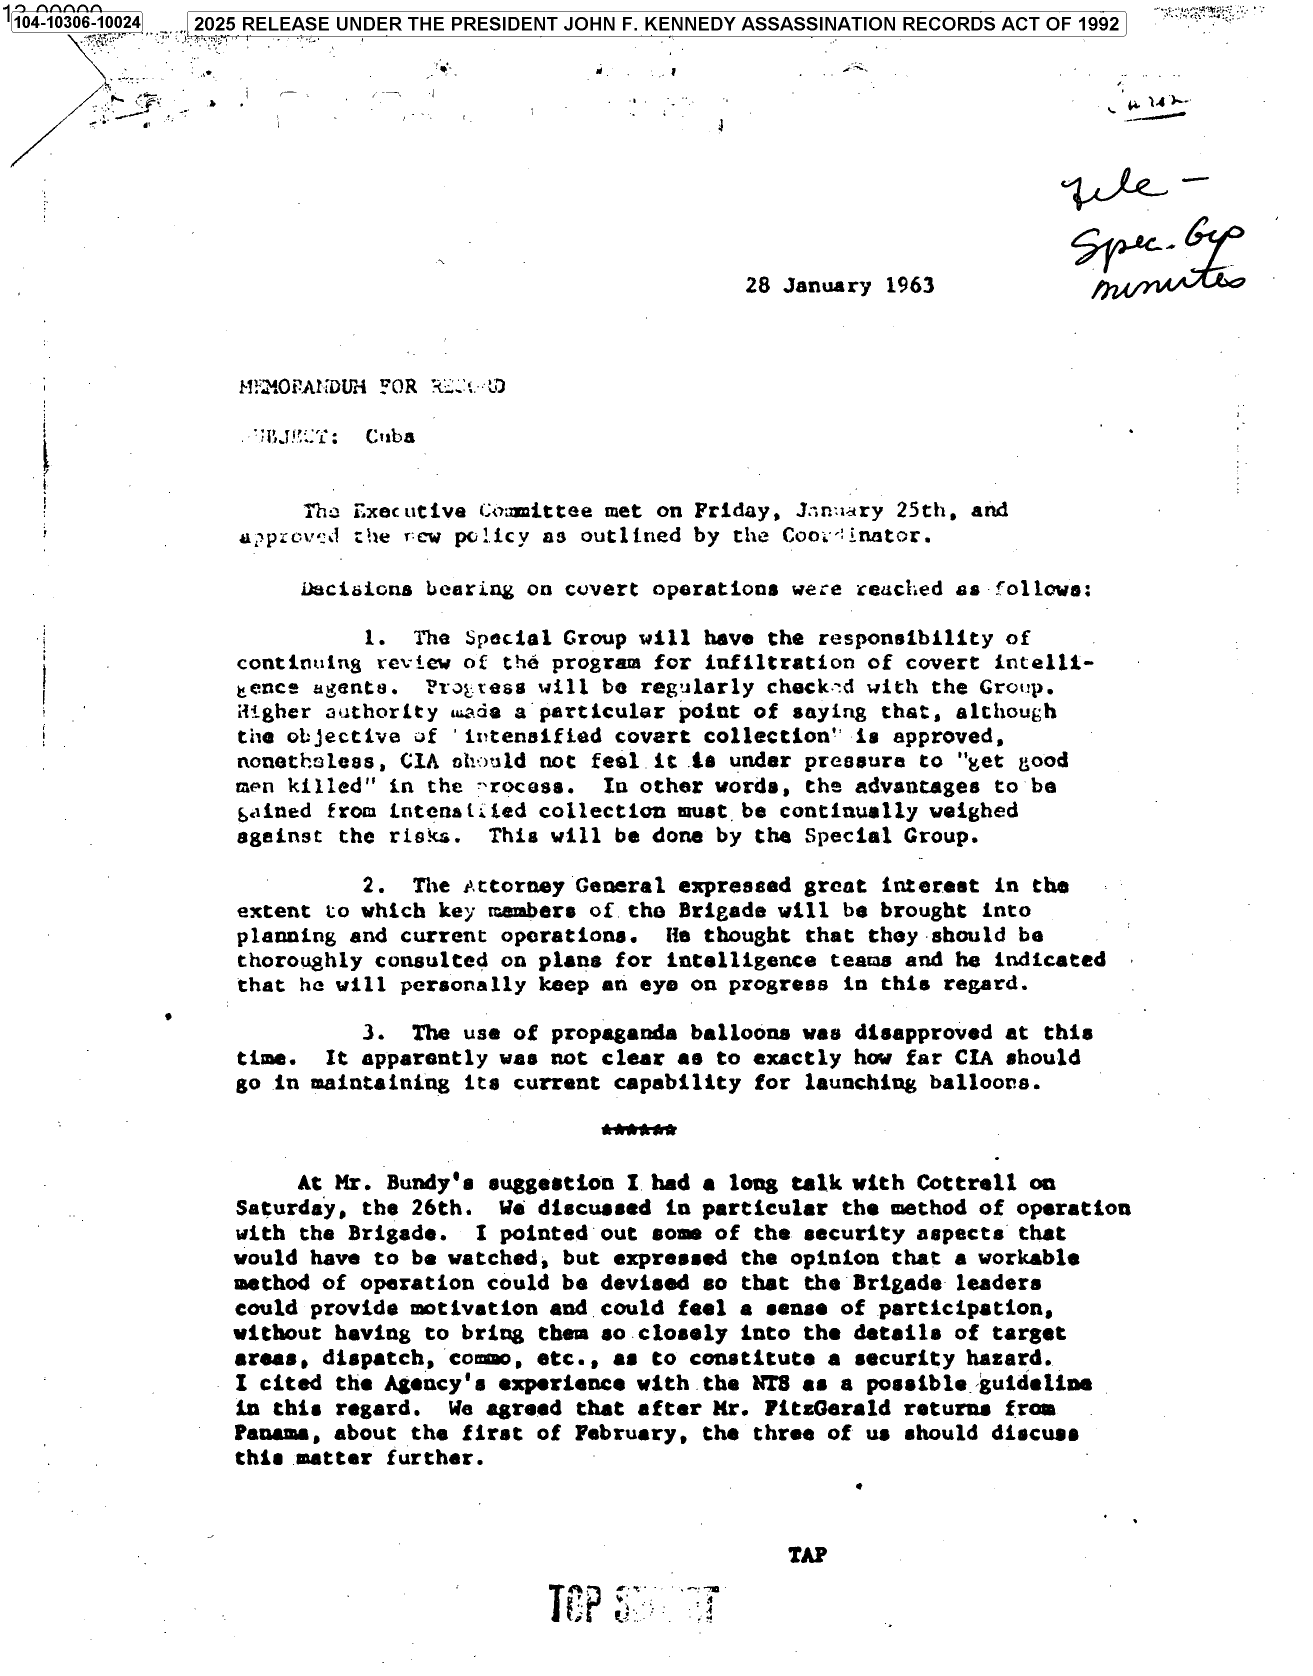 104-10306-10024
2025 RELEASE UNDER THE PRESIDENT JOHN F. KENNEDY ASSASSINATION RECORDS ACT OF 1992
File -
Spec. Grp
minutes
28 January 1963
MEMORANDUM FOR RECORD
SUBJECT: Cuba
The Executive Committee met on Friday, January 25th, and
approved the new policy as outlined by the Coordinator.
Decisions bearing on covert operations were reached as follows:
1. The Special Group will have the responsibility of
continuing review of the program for infiltration of covert intelli-
gence agents. Progress will be regularly checked with the Group.
Higher authority made a particular point of saying that, although
the objective of "intensified covert collection" is approved,
nonetheless, CIA should not feel it is under pressure to "get good
men killed" in the process. In other words, the advantages to be
gained from intensified collection must be continually weighed
against the risks. This will be done by the Special Group.
2. The Attorney General expressed great interest in the
extent to which key members of the Brigade will be brought into
planning and current operations. He thought that they should be
thoroughly consulted on plans for intelligence teams and he indicated
that he will personally keep an eye on progress in this regard.
3. The use of propaganda balloons was disapproved at this
time. It apparently was not clear as to exactly how far CIA should
go in maintaining its current capability for launching balloons.
******
At Mr. Bundy's suggestion I had a long talk with Cottrell on
Saturday, the 26th. We discussed in particular the method of operation
with the Brigade. I pointed out some of the security aspects that
would have to be watched, but expressed the opinion that a workable
method of operation could be devised so that the Brigade leaders
could provide motivation and could feel a sense of participation,
without having to bring them so closely into the details of target
areas, dispatch, commo, etc., as to constitute a security hazard.
I cited the Agency's experience with the NTS as a possible guideline
in this regard. We agreed that after Mr. FitzGerald returns from
Panama, about the first of February, the three of us should discuss
this matter further.
TAP
TOP SECRET